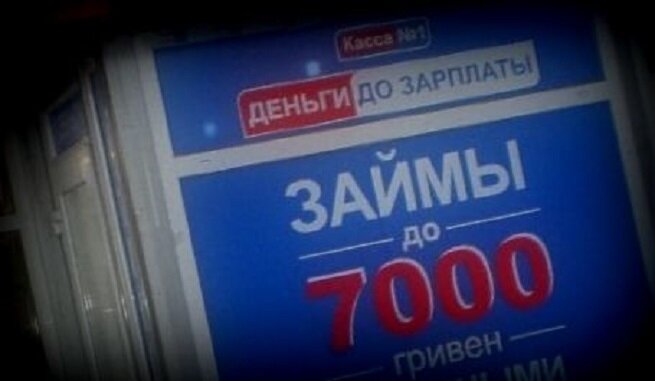 Касса №1
ДЕНЬГИ ДО ЗАРПЛАТЫ
ЗАЙМЫ
до
7000
гривен